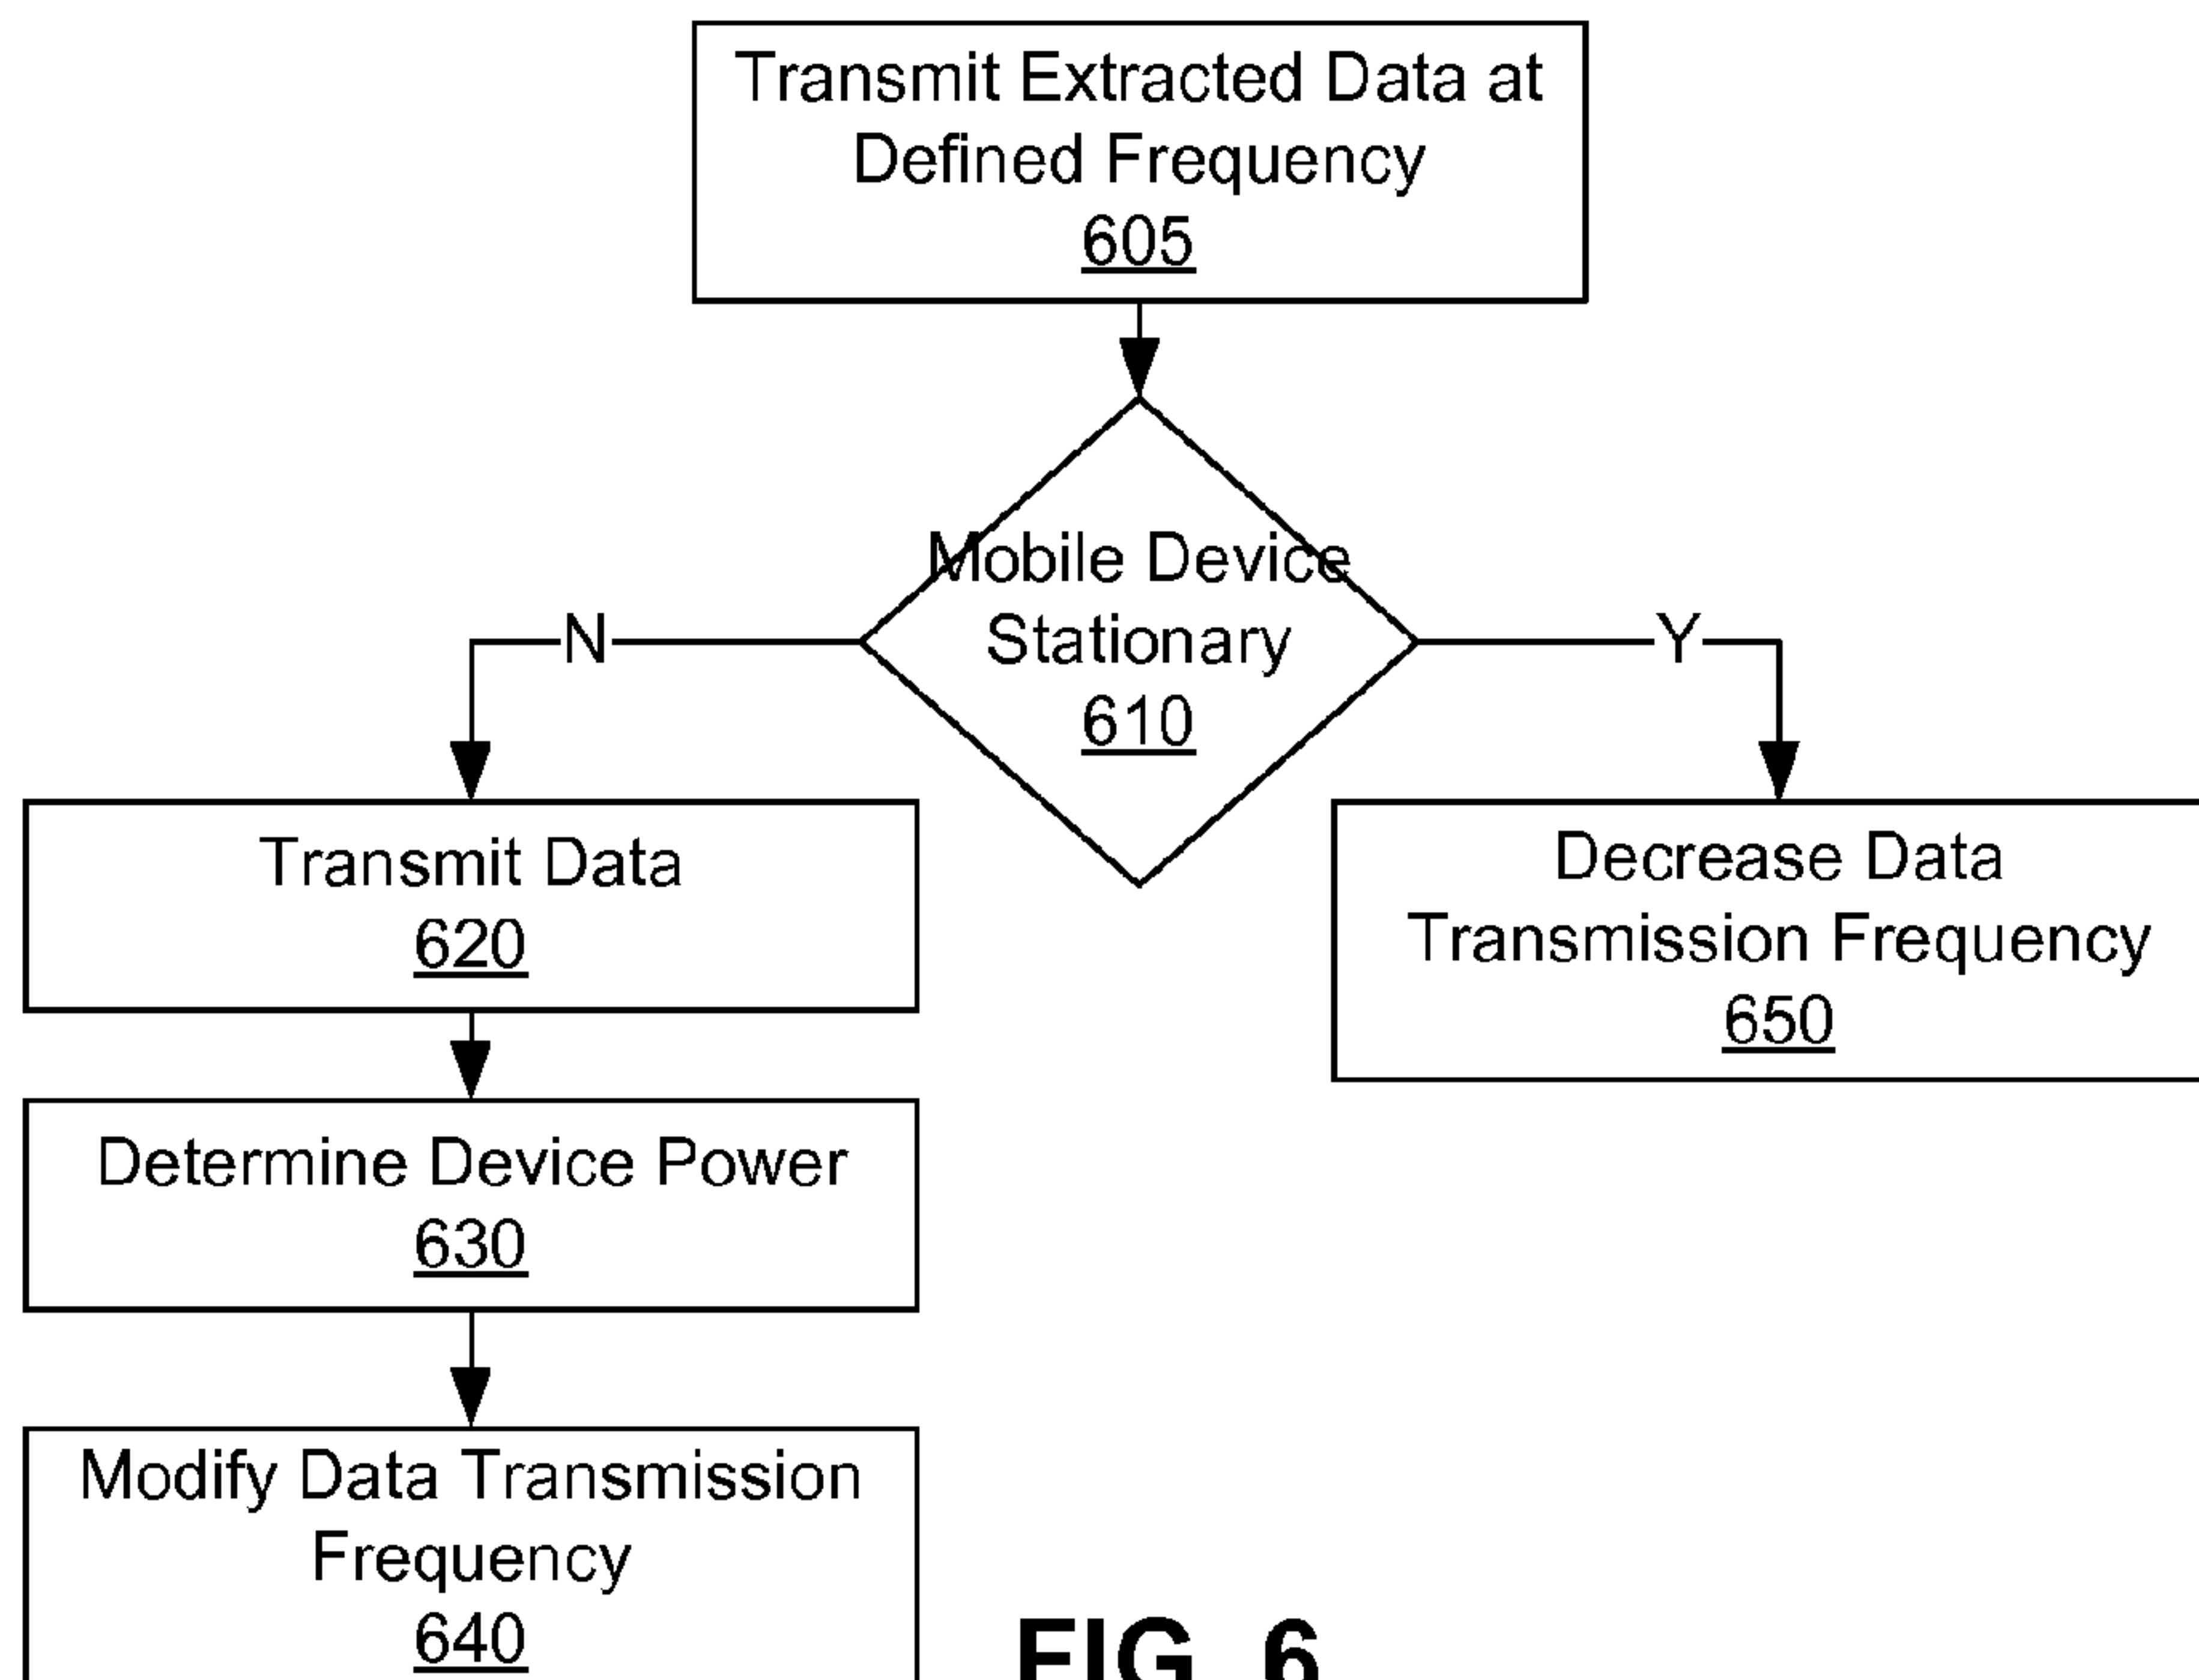 Transmit Extracted Data at
Defined Frequency
605
Mobile Device
Stationary
610
N
Y
Transmit Data
620
Decrease Data
Transmission Frequency
650
Determine Device Power
630
Modify Data Transmission
Frequency
640
FIG. 6